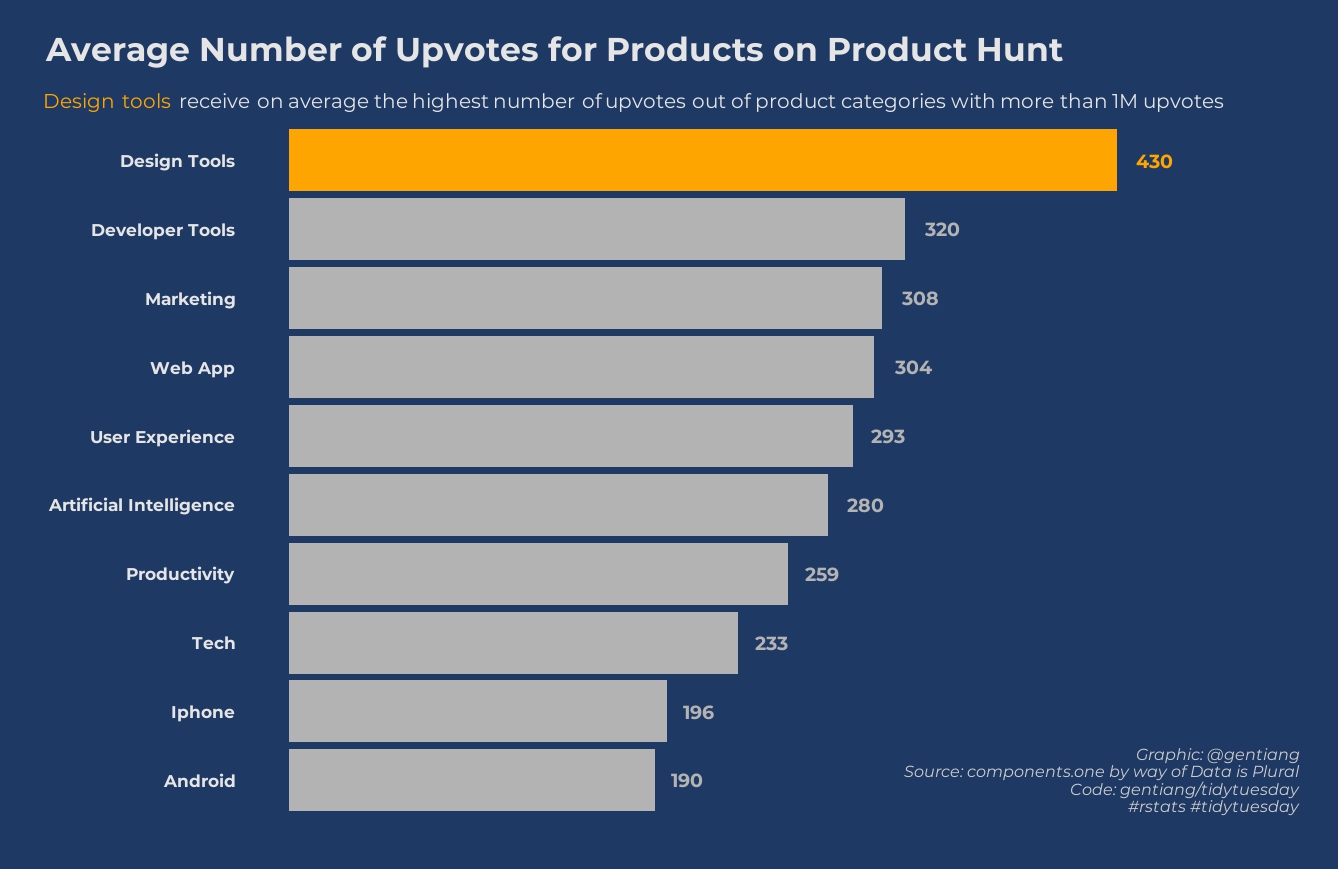 Average Number of Upvotes for Products on Product Hunt
Design tools receive on average the highest number of upvotes out of product categories with more than 1M upvotes
Design Tools 430
Developer Tools 320
Marketing 308
Web App 304
User Experience 293
Artificial Intelligence 280
Productivity 259
Tech 233
Iphone 196
Android 190
Graphic: @gentiang
Source: components.one by way of Data is Plural
Code: gentiang/tidytuesday
#rstats #tidytuesday